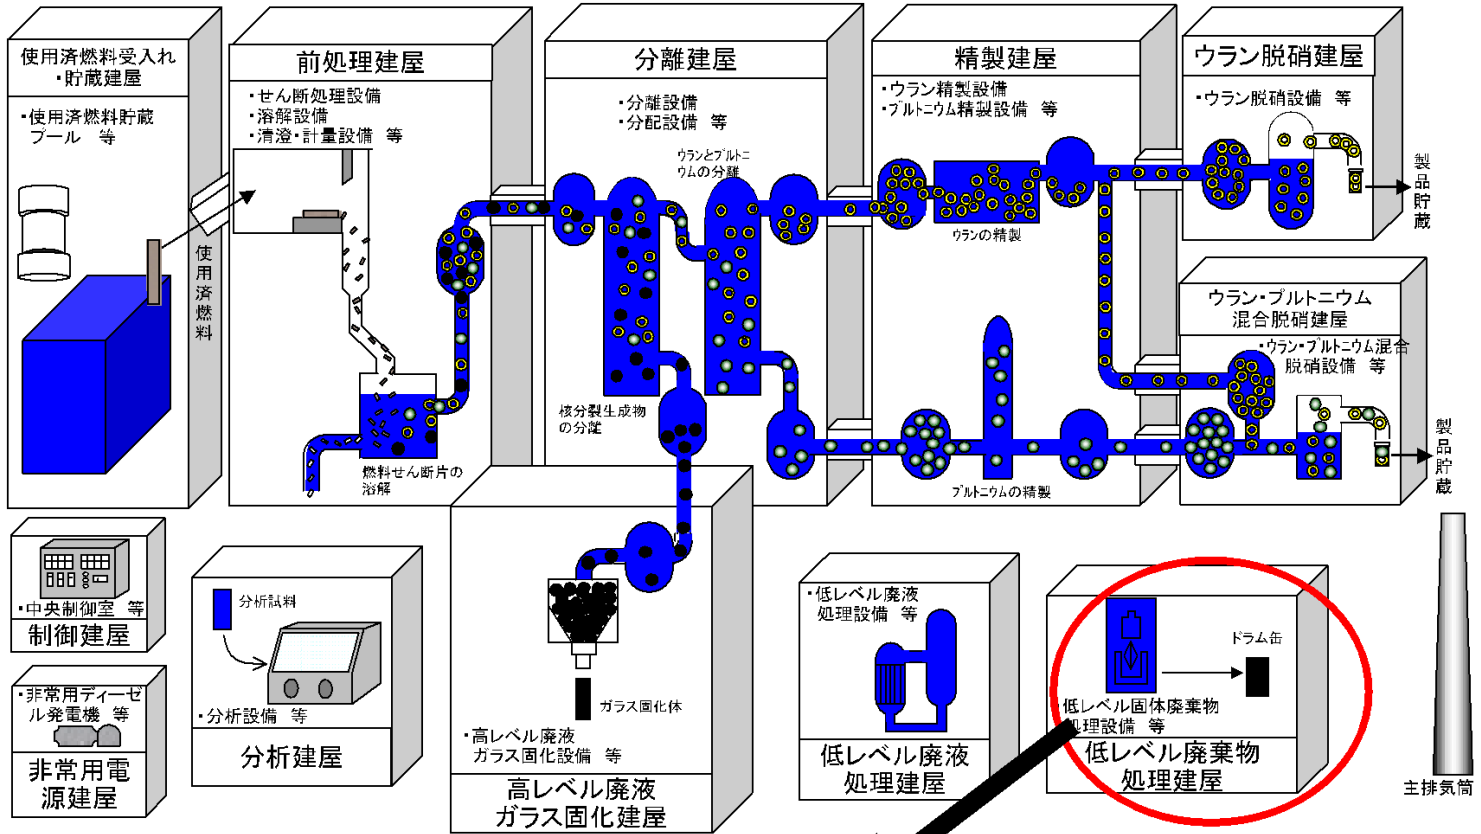 使用済燃料受入れ
・貯蔵建屋
・使用済燃料貯蔵
プール 等
使用済燃料
前処理建屋
・せん断処理設備
・溶解設備
・清澄・計量設備 等
燃料せん断片の
溶解
分離建屋
・分離設備
・分配設備 等
ウランとプルトニ
ウムの分離
核分裂生成物
の分離
精製建屋
・ウラン精製設備
・プルトニウム精製設備 等
ウランの精製
プルトニウムの精製
ウラン脱硝建屋
・ウラン脱硝設備 等
製品貯蔵
ウラン・プルトニウム
混合脱硝建屋
・ウラン・プルトニウム混合
脱硝設備 等
製品貯蔵
・中央制御室 等
制御建屋
・非常用ディーゼ
ル発電機 等
非常用電
源建屋
分析試料
・分析設備 等
分析建屋
ガラス固化体
・高レベル廃液
ガラス固化設備 等
高レベル廃液
ガラス固化建屋
・低レベル廃液
処理設備 等
低レベル廃液
処理建屋
ドラム缶
・低レベル固体廃棄物
処理設備 等
低レベル廃棄物
処理建屋
主排気筒